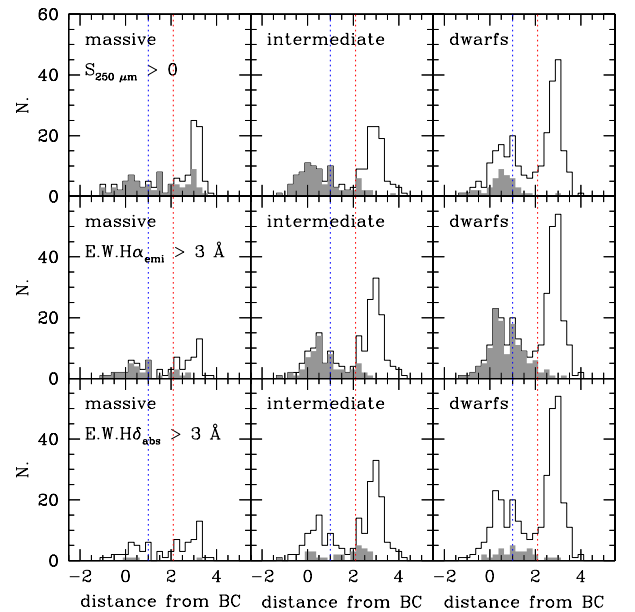 60
massive
intermediate
dwarfs
S250 μm > 0
40
N.
20
0
massive
intermediate
dwarfs
E.W.Hαemi > 3 Å
40
N.
20
0
massive
intermediate
dwarfs
E.W.Hδabs > 3 Å
40
N.
20
0
−2 0 2 4 −2 0 2 4 −2 0 2 4
distance from BC distance from BC distance from BC